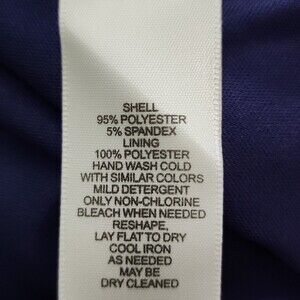 SHELL
95% POLYESTER
5% SPANDEX
LINING
100% POLYESTER
HAND WASH COLD
WITH SIMILAR COLORS
MILD DETERGENT
ONLY NON-CHLORINE
BLEACH WHEN NEEDED
RESHAPE,
LAY FLAT TO DRY
COOL IRON
AS NEEDED
MAY BE
DRY CLEANED